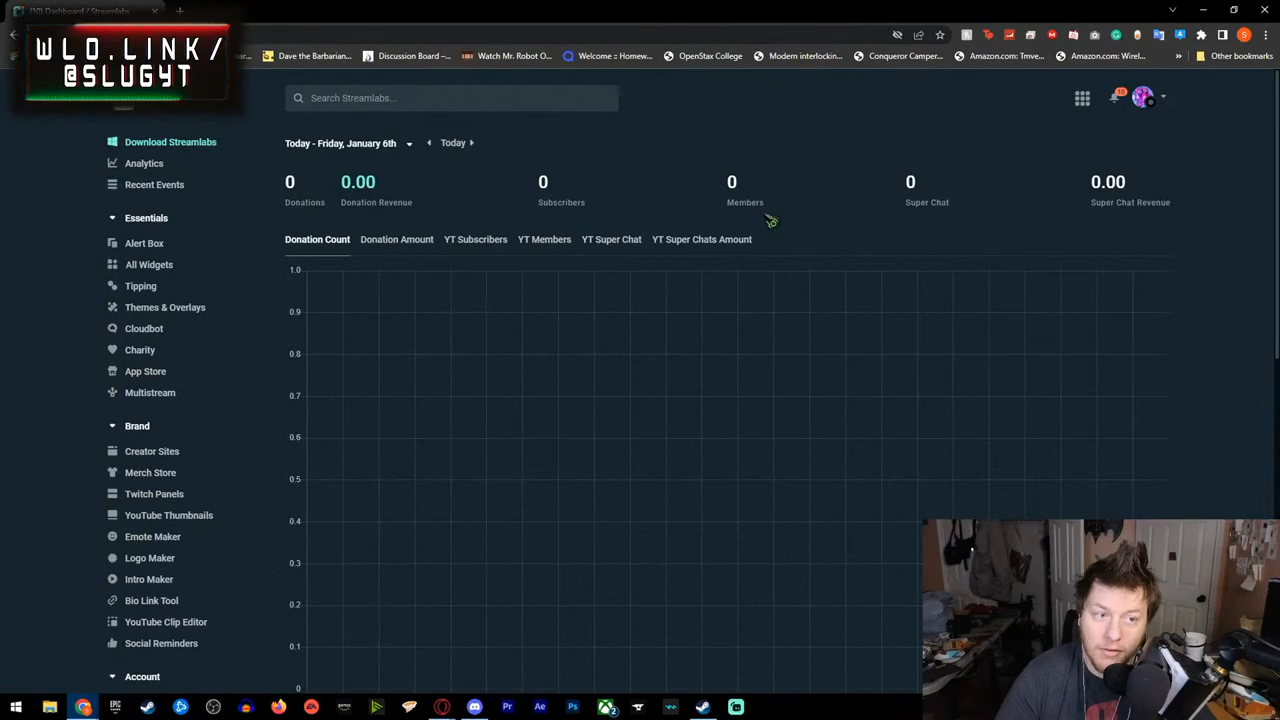 (10) Dashboard / Streamlabs
WLO.LINK/
@SLUGYT
Dave the Barbarian...
Discussion Board –...
Watch Mr. Robot O...
Welcome :: Homew...
OpenStax College
Modern interlockin...
Conqueror Camper...
Amazon.com: Tmve...
Amazon.com: Wirel...
Other bookmarks
Search Streamlabs...
10
Download Streamlabs
Analytics
Recent Events
Essentials
Alert Box
All Widgets
Tipping
Themes & Overlays
Cloudbot
Charity
App Store
Multistream
Brand
Creator Sites
Merch Store
Twitch Panels
YouTube Thumbnails
Emote Maker
Logo Maker
Intro Maker
Bio Link Tool
YouTube Clip Editor
Social Reminders
Account
Today - Friday, January 6th
Today
0 0.00 0 0 0 0.00
Donations Donation Revenue Subscribers Members Super Chat Super Chat Revenue
Donation Count Donation Amount YT Subscribers YT Members YT Super Chat YT Super Chats Amount
1.0
0.9
0.8
0.7
0.6
0.5
0.4
0.3
0.2
0.1
0